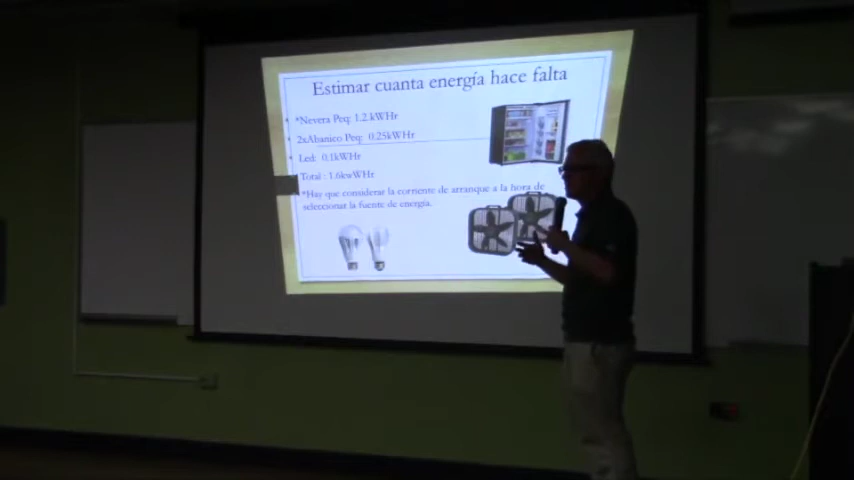 Estimar cuanta energía hace falta
*Nevera Peq: 1.2 kWHr
2xAbanico Peq: 0.25kWHr
Led: 0.1kWHr
Total : 1.6kwWHr
*Hay que considerar la corriente de arranque a la hora de
seleccionar la fuente de energía.